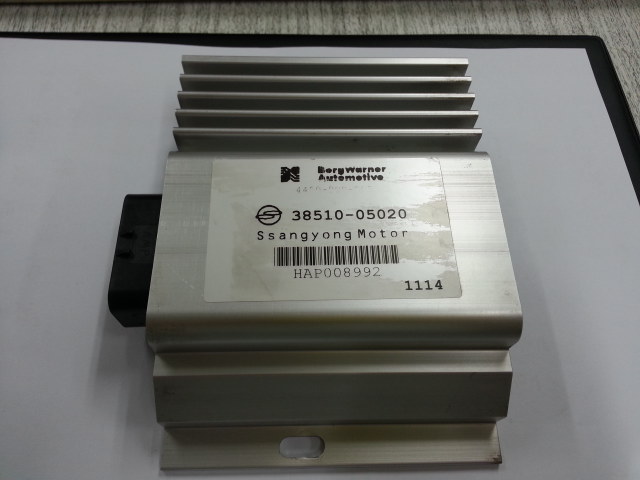 BorgWarner
Automotive
38510-05020
Ssangyong Motor
HAP008992
1114